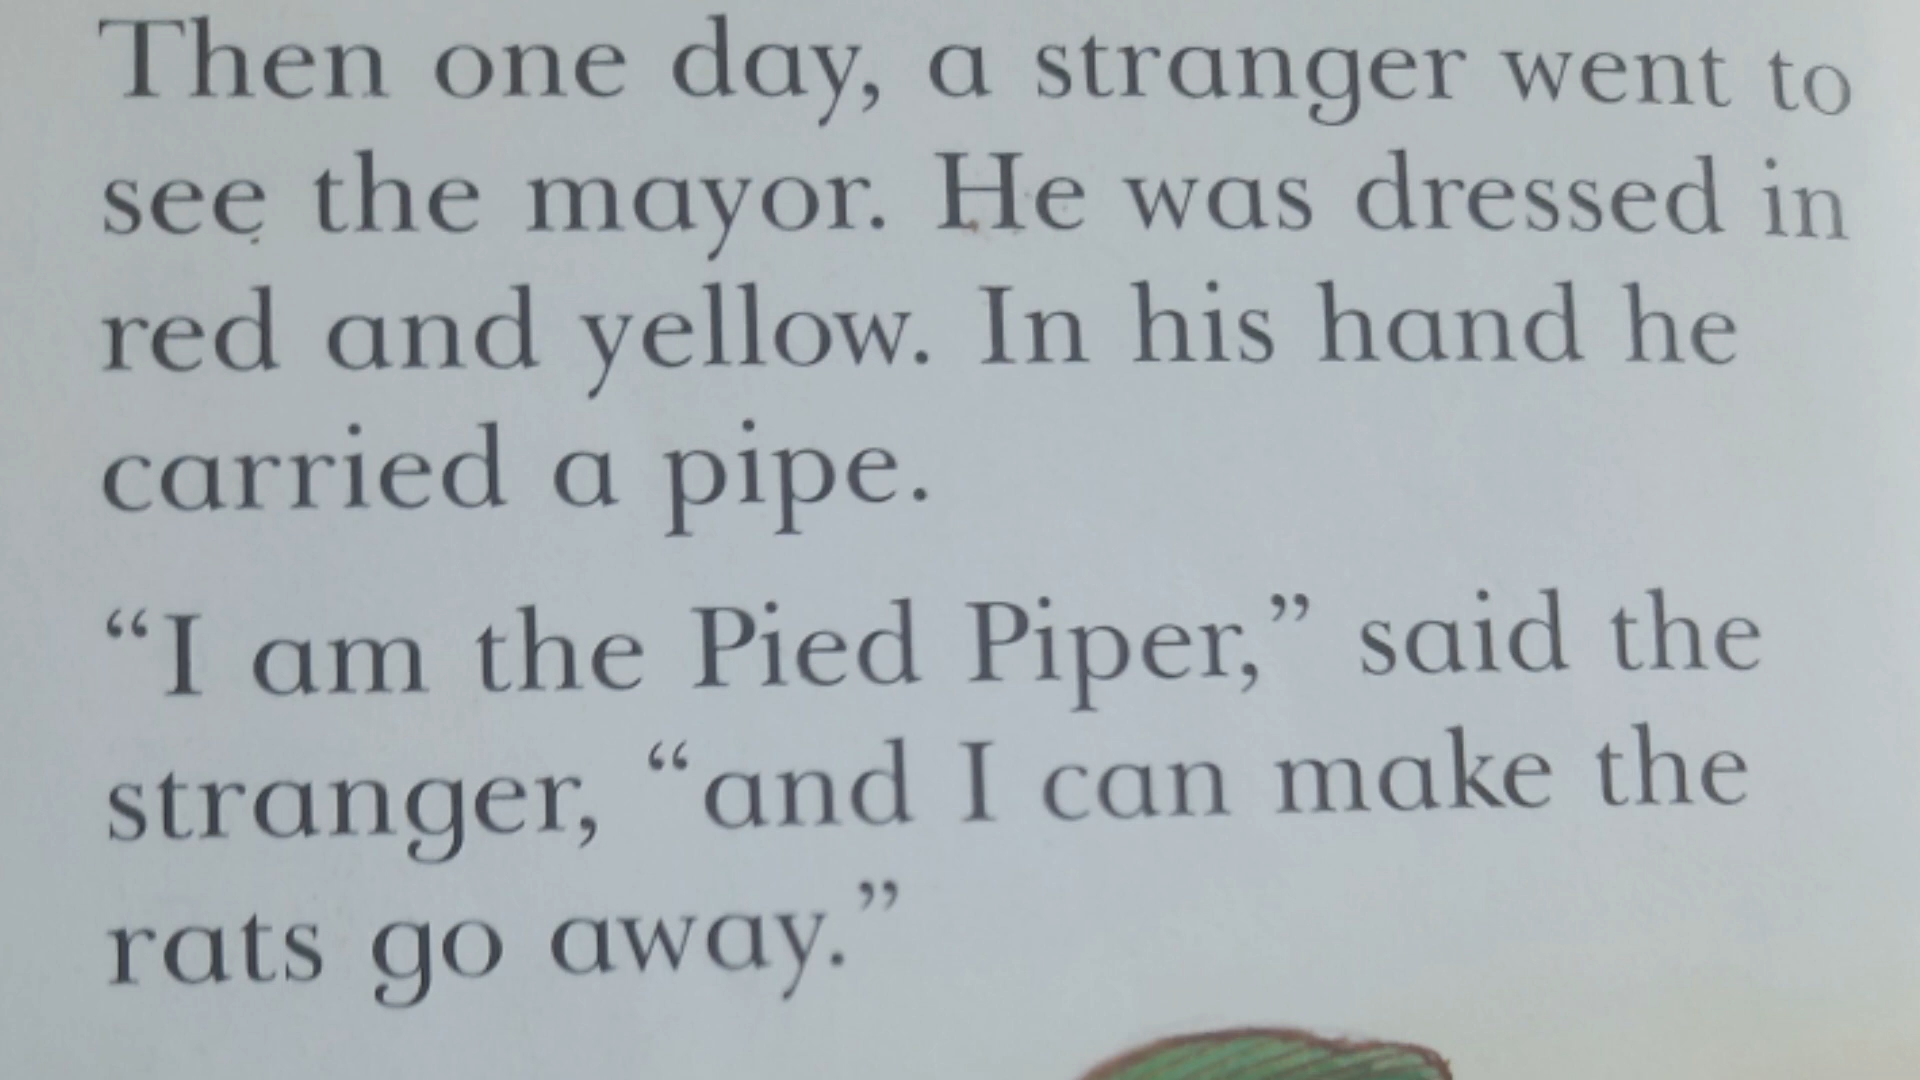 Then one day, a stranger went to
see the mayor. He was dressed in
red and yellow. In his hand he
carried a pipe.
“I am the Pied Piper,” said the
stranger, “and I can make the
rats go away.”